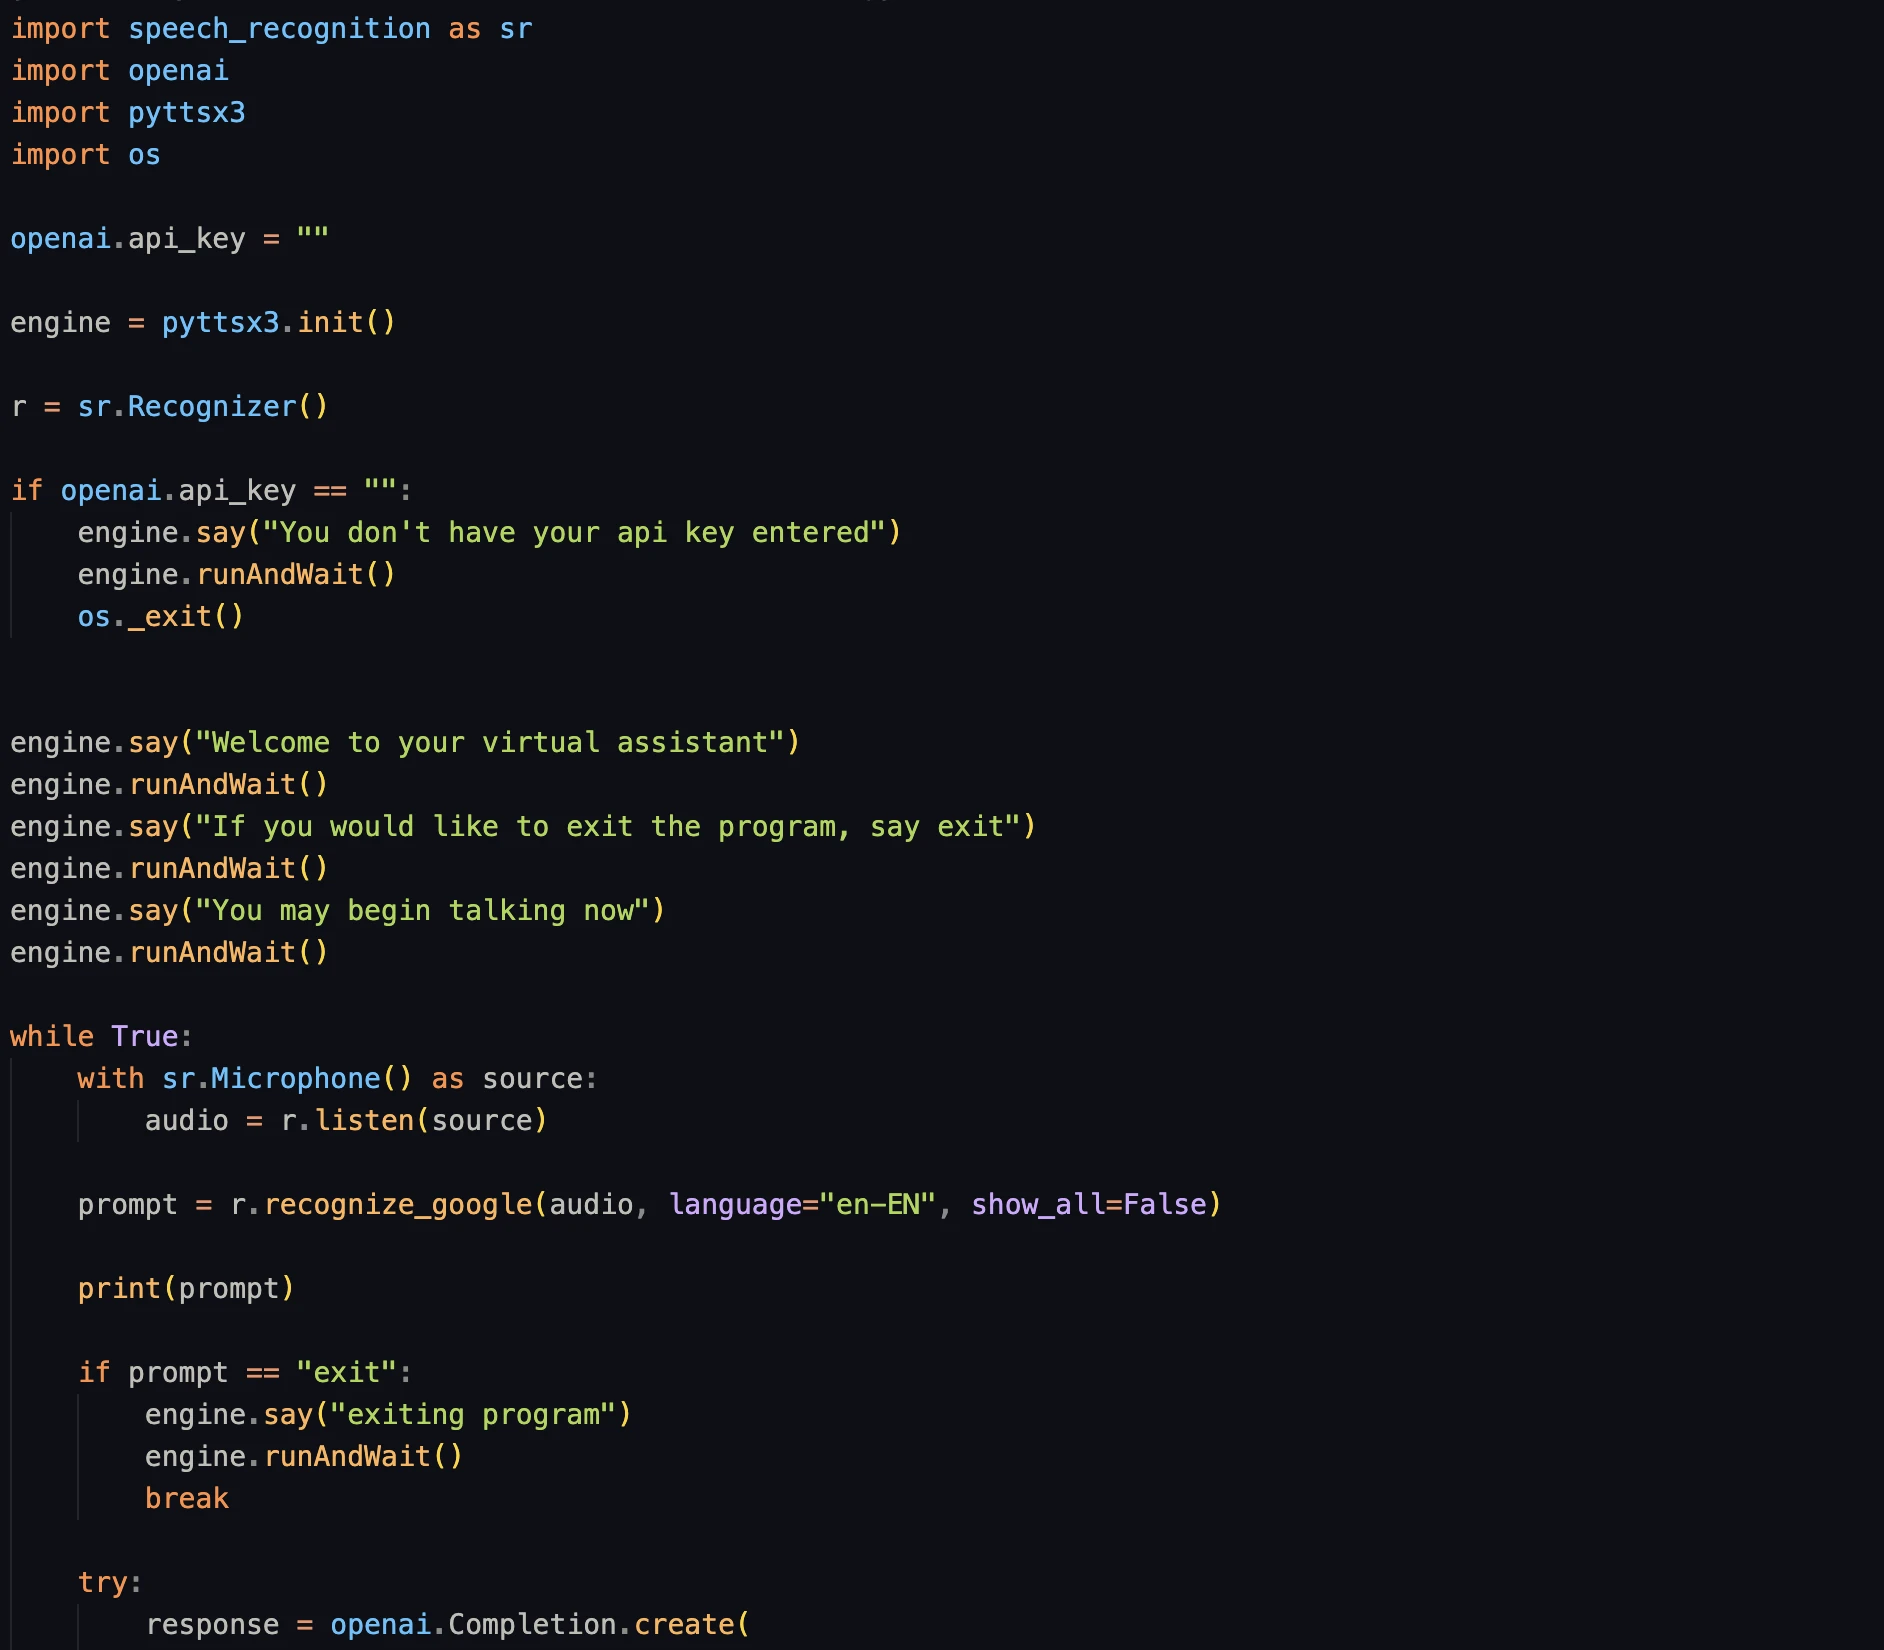 import speech_recognition as sr
import openai
import pyttsx3
import os
openai.api_key = ""
engine = pyttsx3.init()
r = sr.Recognizer()
if openai.api_key == "":
    engine.say("You don't have your api key entered")
    engine.runAndWait()
    os._exit()
engine.say("Welcome to your virtual assistant")
engine.runAndWait()
engine.say("If you would like to exit the program, say exit")
engine.runAndWait()
engine.say("You may begin talking now")
engine.runAndWait()
while True:
    with sr.Microphone() as source:
        audio = r.listen(source)
    prompt = r.recognize_google(audio, language="en-EN", show_all=False)
    print(prompt)
    if prompt == "exit":
        engine.say("exiting program")
        engine.runAndWait()
        break
    try:
        response = openai.Completion.create(